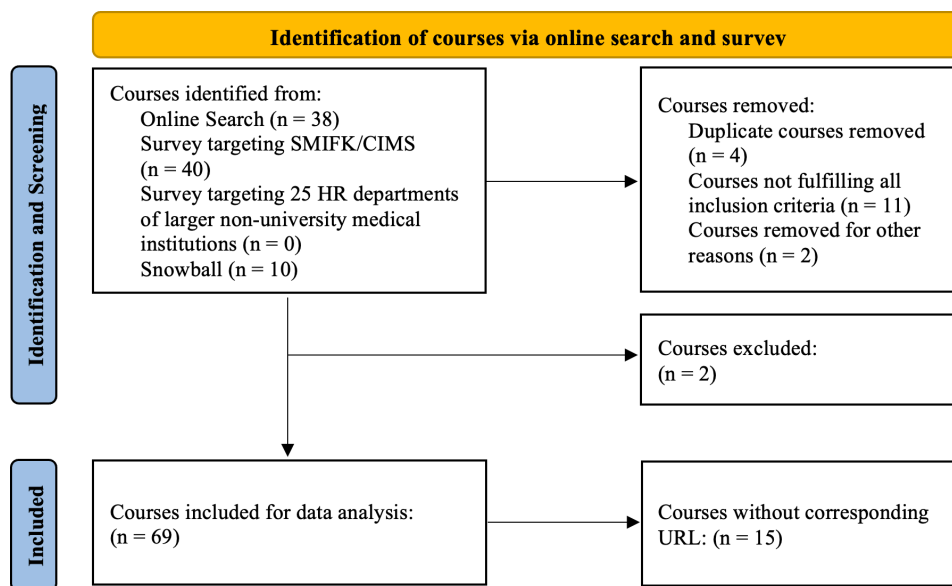 Identification of courses via online search and survey
Identification and Screening
Courses identified from:
Online Search (n = 38)
Survey targeting SMIFK/CIMS
(n = 40)
Survey targeting 25 HR departments
of larger non-university medical
institutions (n = 0)
Snowball (n = 10)
Courses removed:
Duplicate courses removed
(n = 4)
Courses not fulfilling all
inclusion criteria (n = 11)
Courses removed for other
reasons (n = 2)
Courses excluded:
(n = 2)
Included
Courses included for data analysis:
(n = 69)
Courses without corresponding
URL: (n = 15)